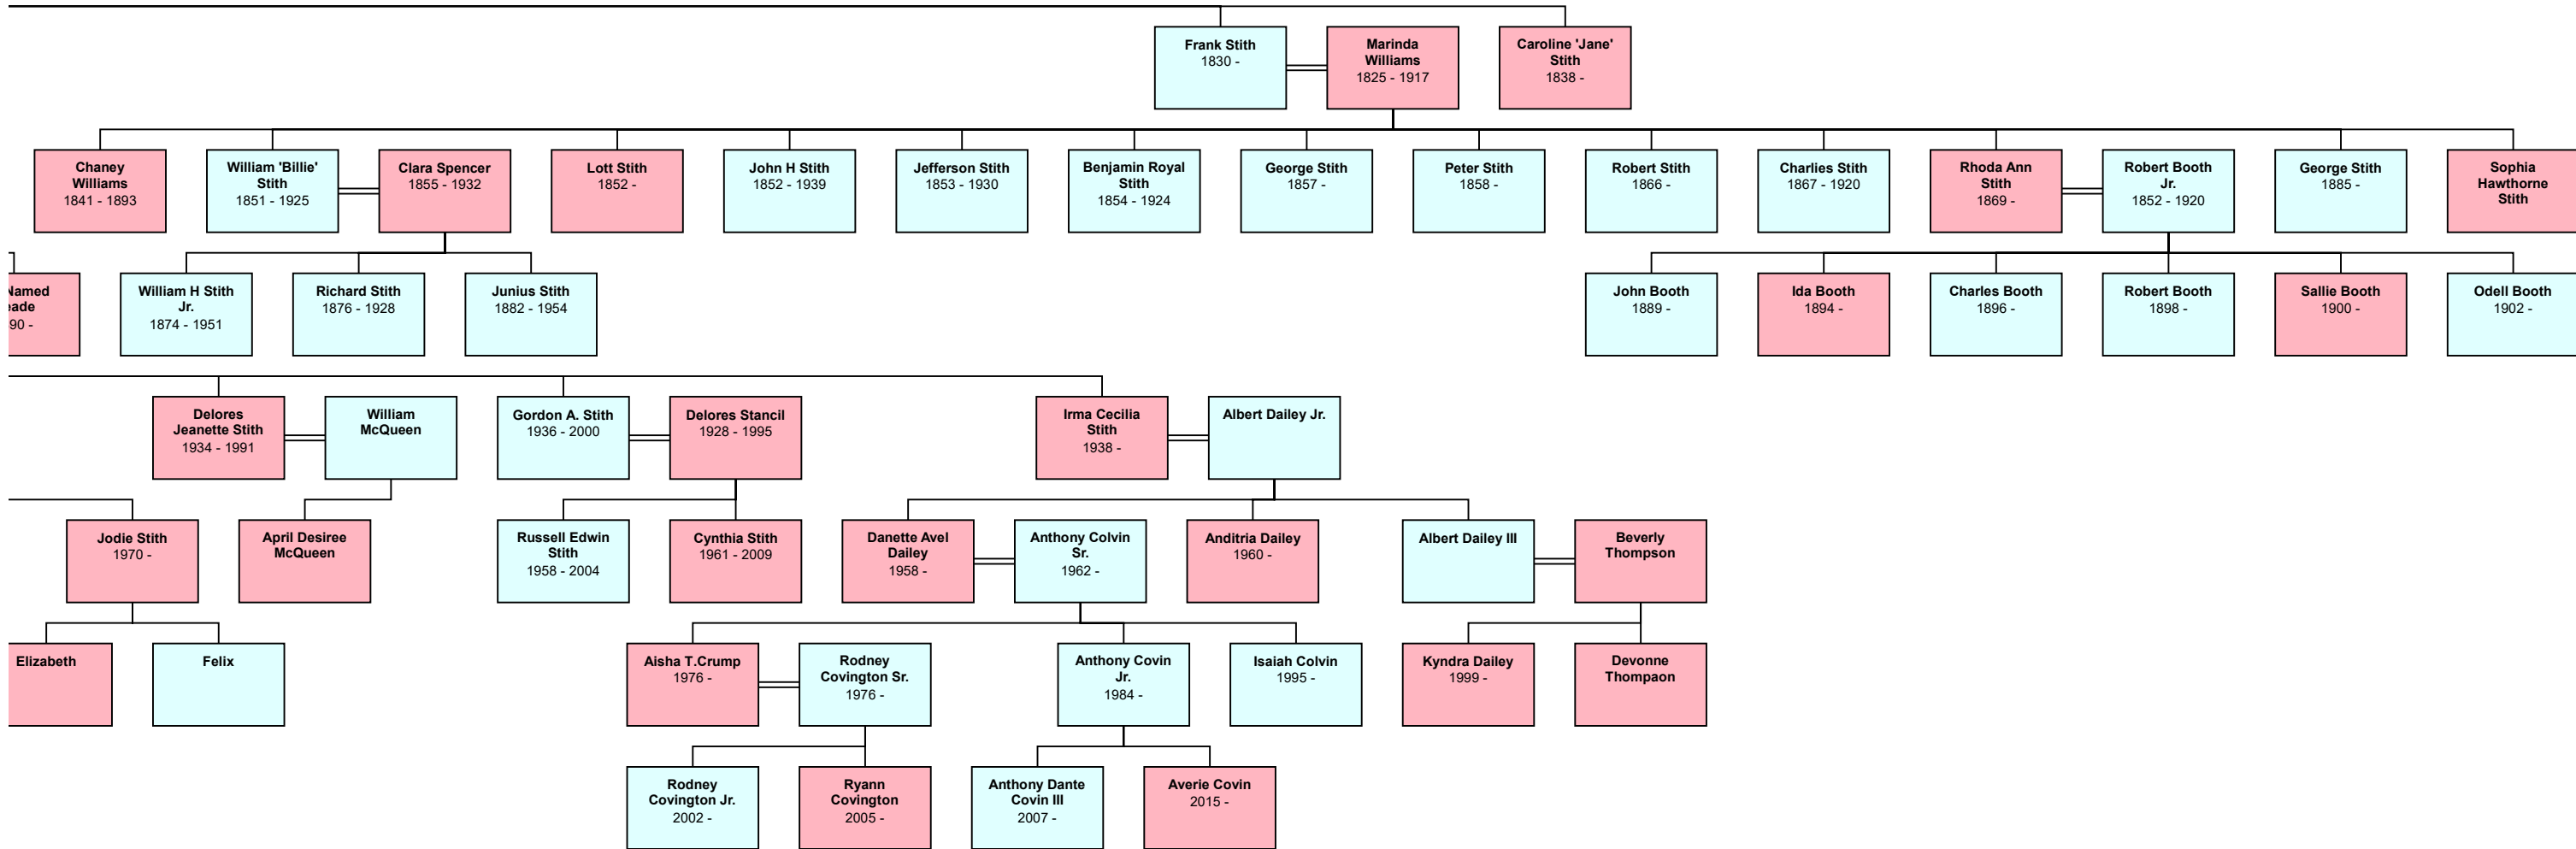 Frank Stith
1830 -
Marinda
Williams
1825 - 1917
Caroline 'Jane'
Stith
1838 -
Chaney
Williams
1841 - 1893
William 'Billie'
Stith
1851 - 1925
Clara Spencer
1855 - 1932
Lott Stith
1852 -
John H Stith
1852 - 1939
Jefferson Stith
1853 - 1930
Benjamin Royal
Stith
1854 - 1924
George Stith
1857 -
Peter Stith
1858 -
Robert Stith
1866 -
Charlies Stith
1867 - 1920
Rhoda Ann
Stith
1869 -
Robert Booth
Jr.
1852 - 1920
George Stith
1885 -
Sophia
Hawthorne
Stith
Named
eade
90 -
William H Stith
Jr.
1874 - 1951
Richard Stith
1876 - 1928
Junius Stith
1882 - 1954
John Booth
1889 -
Ida Booth
1894 -
Charles Booth
1896 -
Robert Booth
1898 -
Sallie Booth
1900 -
Odell Booth
1902 -
Delores
Jeanette Stith
1934 - 1991
William
McQueen
Gordon A. Stith
1936 - 2000
Delores Stancil
1928 - 1995
Irma Cecilia
Stith
1938 -
Albert Dailey Jr.
Jodie Stith
1970 -
April Desiree
McQueen
Russell Edwin
Stith
1958 - 2004
Cynthia Stith
1961 - 2009
Danette Avel
Dailey
1958 -
Anthony Colvin
Sr.
1962 -
Anditria Dailey
1960 -
Albert Dailey III
Beverly
Thompson
Elizabeth
Felix
Aisha T.Crump
1976 -
Rodney
Covington Sr.
1976 -
Anthony Covin
Jr.
1984 -
Isaiah Colvin
1995 -
Kyndra Dailey
1999 -
Devonne
Thompaon
Rodney
Covington Jr.
2002 -
Ryann
Covington
2005 -
Anthony Dante
Covin III
2007 -
Averie Covin
2015 -